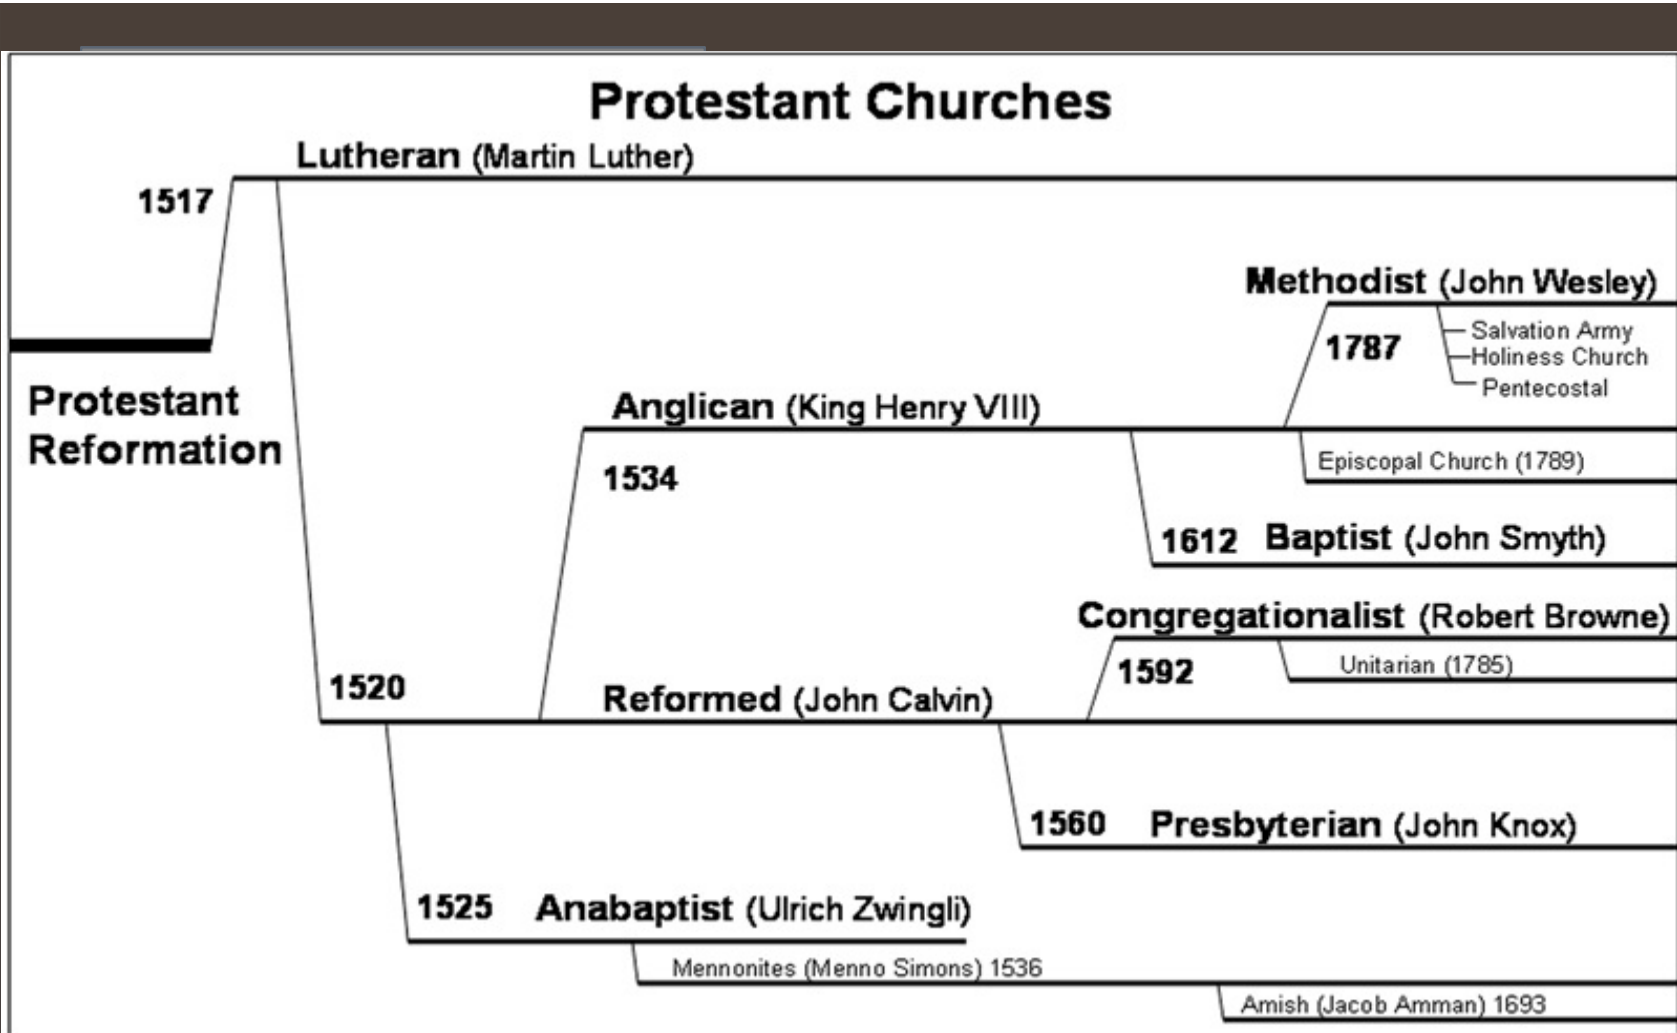 Protestant Churches
Lutheran (Martin Luther)
1517
Methodist (John Wesley)
Salvation Army
1787
Holiness Church
Pentecostal
Protestant
Reformation
Anglican (King Henry VIII)
Episcopal Church (1789)
1534
1612 Baptist (John Smyth)
Congregationalist (Robert Browne)
1592
Unitarian (1785)
1520
Reformed (John Calvin)
1560 Presbyterian (John Knox)
1525 Anabaptist (Ulrich Zwingli)
Mennonites (Menno Simons) 1536
Amish (Jacob Amman) 1693